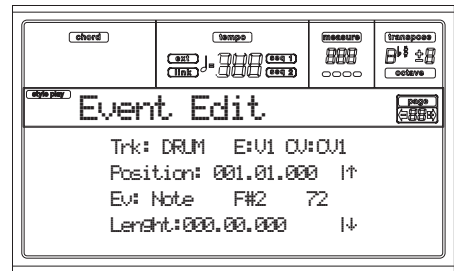 chord tempo measure transpose
ext seq 1
link seq 2 octave
style play
Event Edit page
Trk: DRUM E:V1 CV:CV1
Position: 001.01.000 |↑
Ev: Note F#2 72
Lenght:000.00.000 |↓